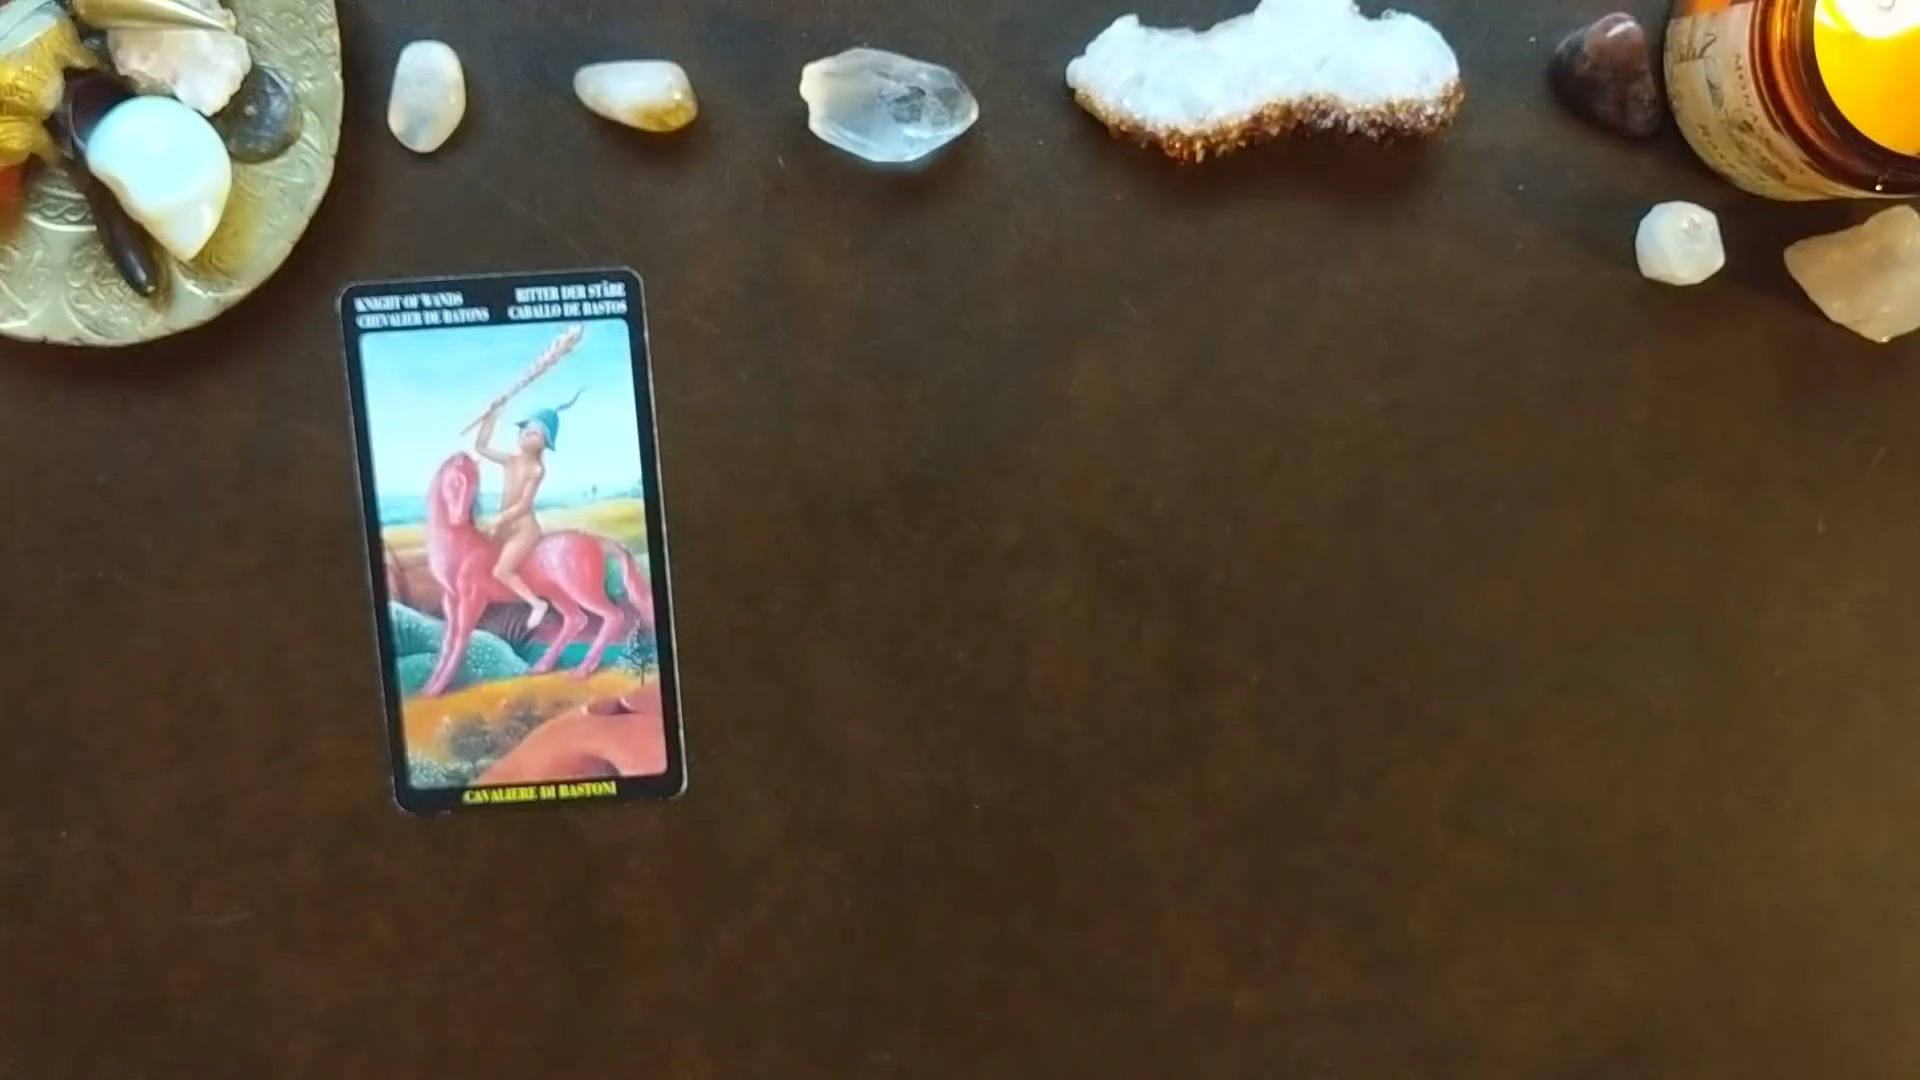 KNIGHT OF WANDS
CHEVALIER DE BATONS
RITTER DER STÄBE
CABALLO DE BASTOS
CAVALIERE DI BASTONI